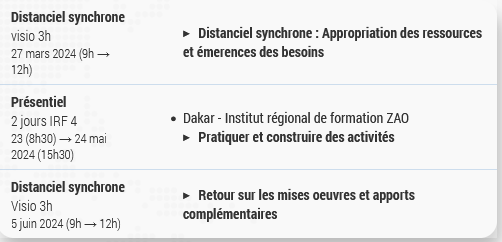 Distanciel synchrone
visio 3h
27 mars 2024 (9h →
12h)
► Distanciel synchrone : Appropriation des ressources
et émerences des besoins
Présentiel
2 jours IRF 4
23 (8h30) → 24 mai
2024 (15h30)
• Dakar - Institut régional de formation ZAO
► Pratiquer et construire des activités
Distanciel synchrone
Visio 3h
5 juin 2024 (9h → 12h)
► Retour sur les mises oeuvres et apports
complémentaires